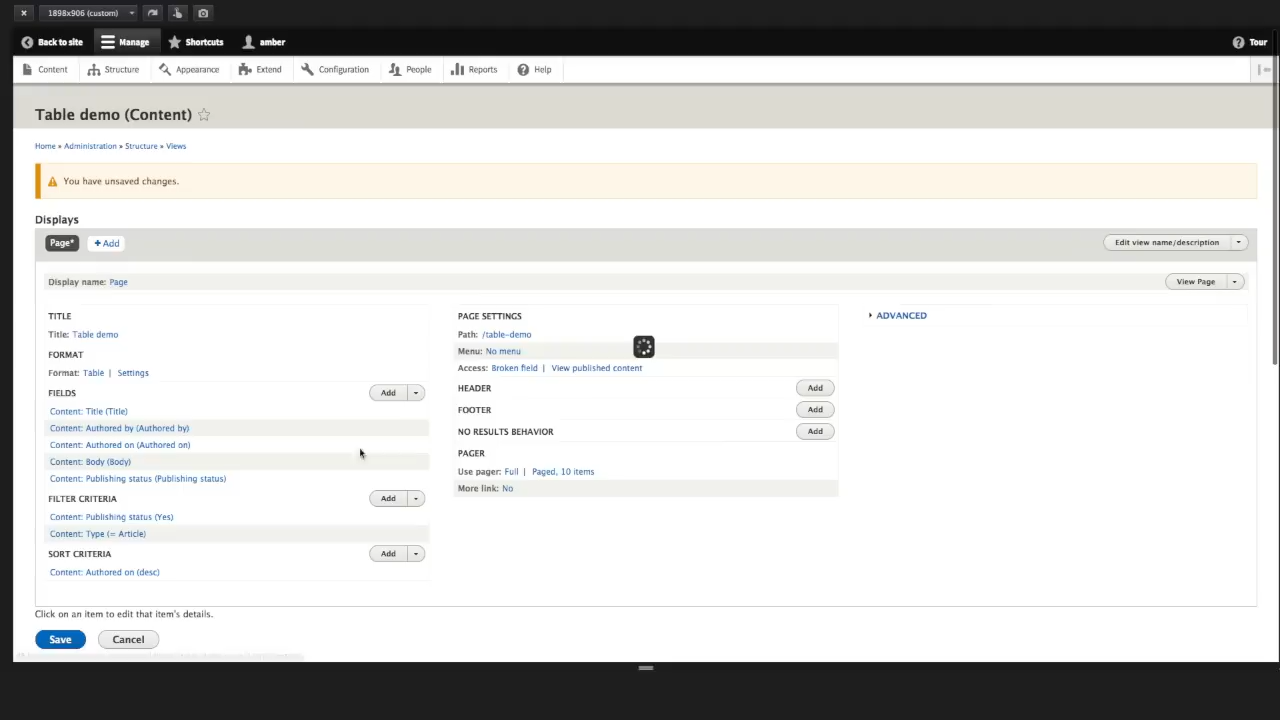 1898x906 (custom)
Back to site Manage Shortcuts amber Tour
Content Structure Appearance Extend Configuration People Reports Help
Table demo (Content)
Home » Administration » Structure » Views
You have unsaved changes.
Displays
Page* + Add Edit view name/description
Display name: Page View Page
TITLE
Title: Table demo
FORMAT
Format: Table | Settings
FIELDS Add
Content: Title (Title)
Content: Authored by (Authored by)
Content: Authored on (Authored on)
Content: Body (Body)
Content: Publishing status (Publishing status)
FILTER CRITERIA Add
Content: Publishing status (Yes)
Content: Type (= Article)
SORT CRITERIA Add
Content: Authored on (desc)
PAGE SETTINGS
Path: /table-demo
Menu: No menu
Access: Broken field | View published content
HEADER Add
FOOTER Add
NO RESULTS BEHAVIOR Add
PAGER
Use pager: Full | Paged, 10 items
More link: No
ADVANCED
Click on an item to edit that item's details.
Save Cancel